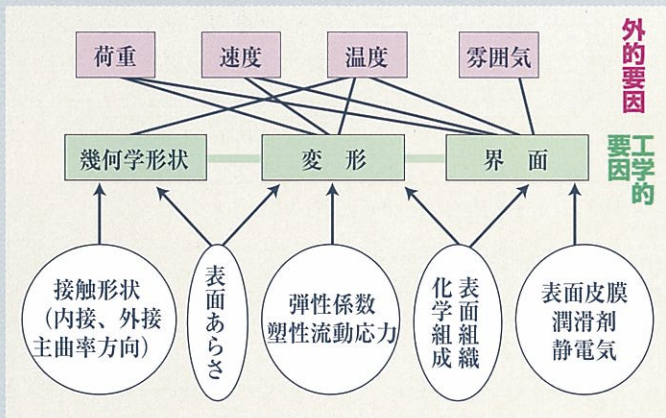 荷重
速度
温度
雰囲気
外的要因
幾何学形状
変形
界　面
工学的
要因
接触形状
（内接、外接
主曲率方向）
表面あらさ
弾性係数
塑性流動応力
表面組織
化学組成
表面皮膜
潤滑剤
静電気